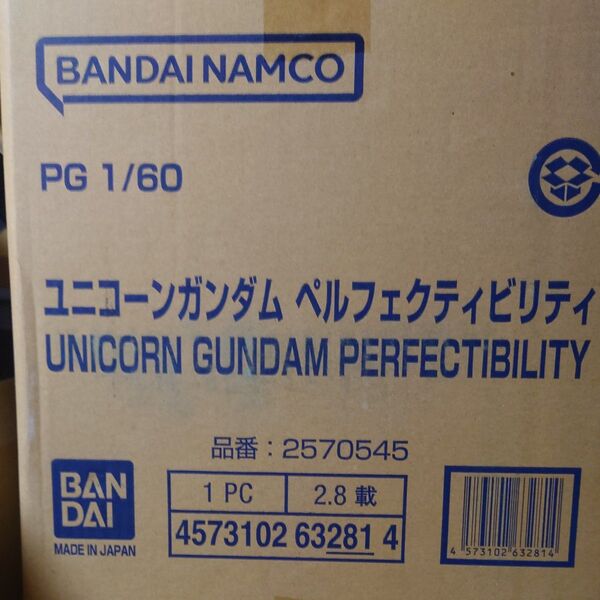 BANDAI NAMCO
PG 1/60
ユニコーンガンダム ペルフェクティビリティ
UNICORN GUNDAM PERFECTIBILITY
品番：2570545
BAN
DAI
MADE IN JAPAN
1 PC
2.8 載
4573102 63281 4
4 573102 632814